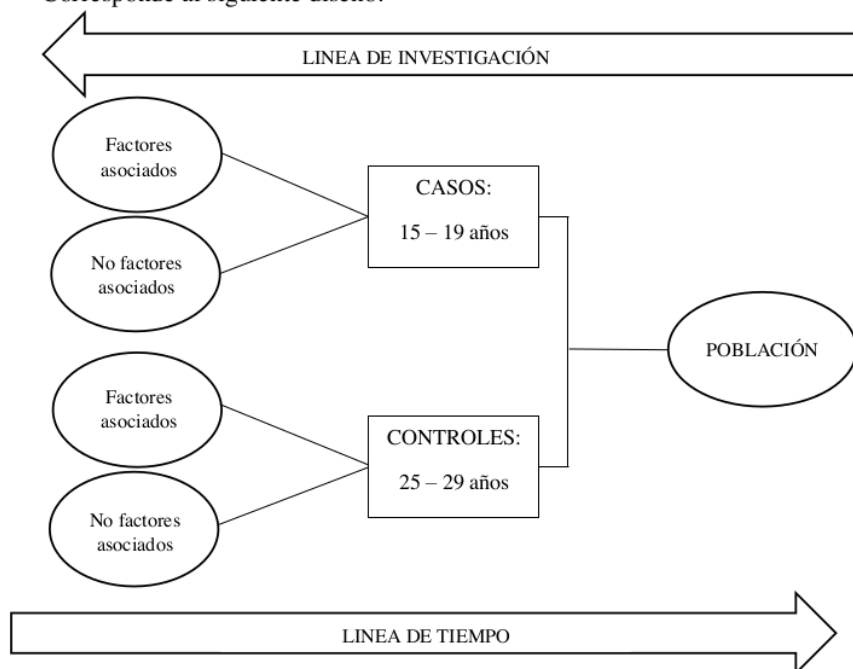 Corresponde al siguiente diseño:
LINEA DE INVESTIGACIÓN
Factores
asociados
No factores
asociados
CASOS:
15 – 19 años
POBLACIÓN
Factores
asociados
No factores
asociados
CONTROLES:
25 – 29 años
LINEA DE TIEMPO